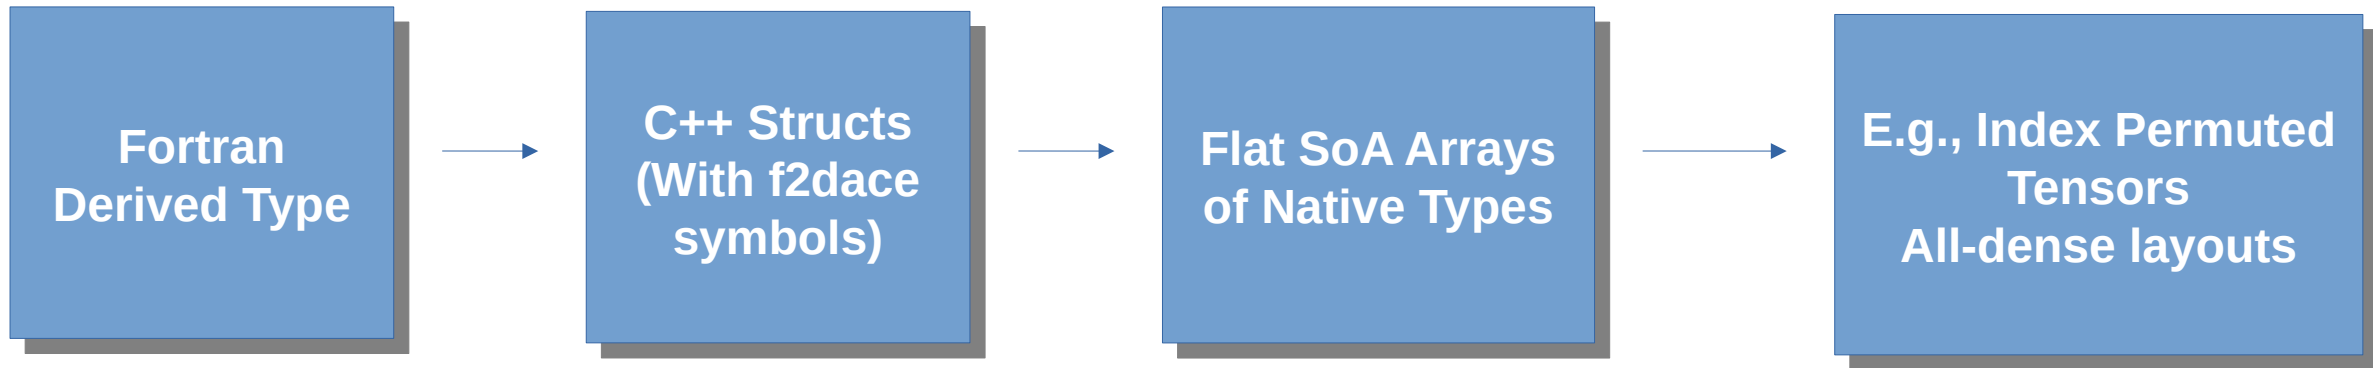 Fortran
Derived Type
C++ Structs
(With f2dace
symbols)
Flat SoA Arrays
of Native Types
E.g., Index Permuted
Tensors
All-dense layouts